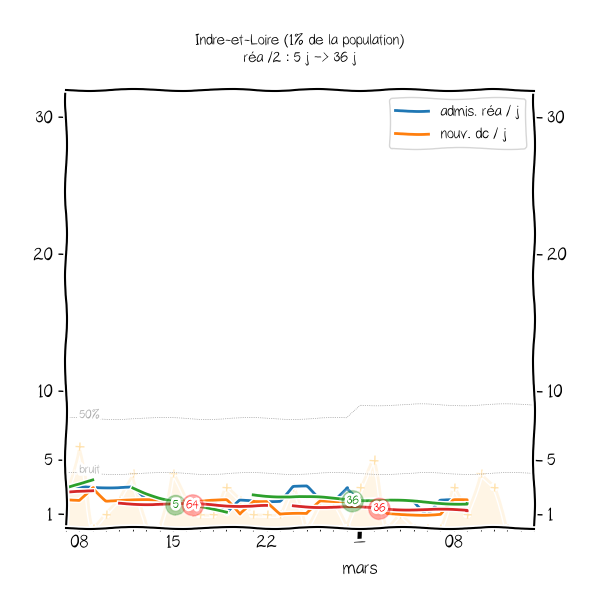 Indre-et-Loire (1% de la population)
réa /2 : 5 j -> 36 j
admis. réa / j
nouv. dc / j
30 30
20 20
10 10
50%
5 5
bruit
5 64 36 36
1 1
08 15 22 1 08
mars